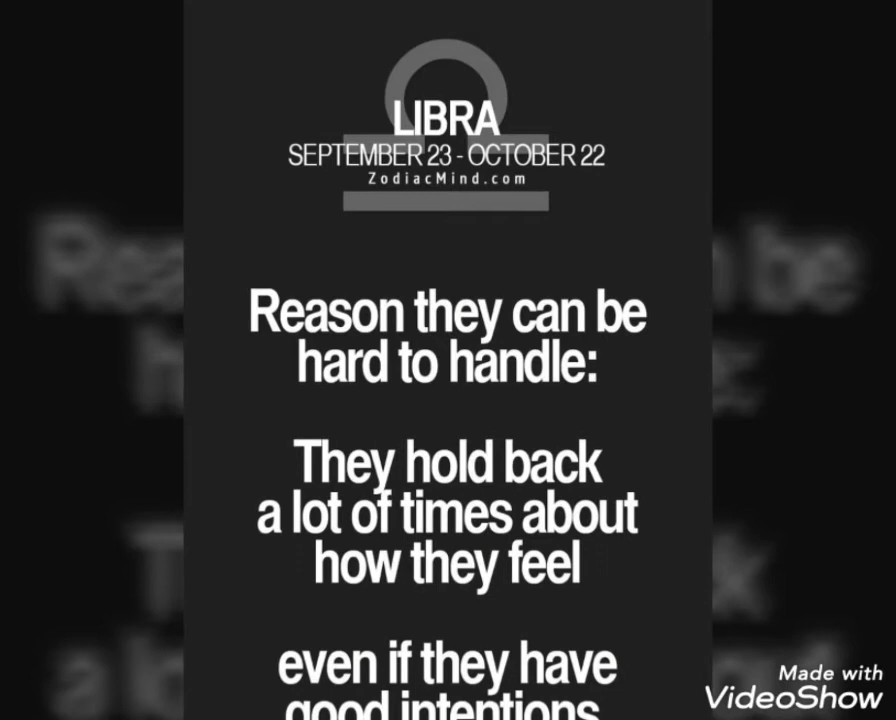 LIBRA
SEPTEMBER 23 - OCTOBER 22
ZodiacMind.com
Reason they can be
hard to handle:
They hold back
a lot of times about
how they feel
even if they have
good intentions
Made with
VideoShow